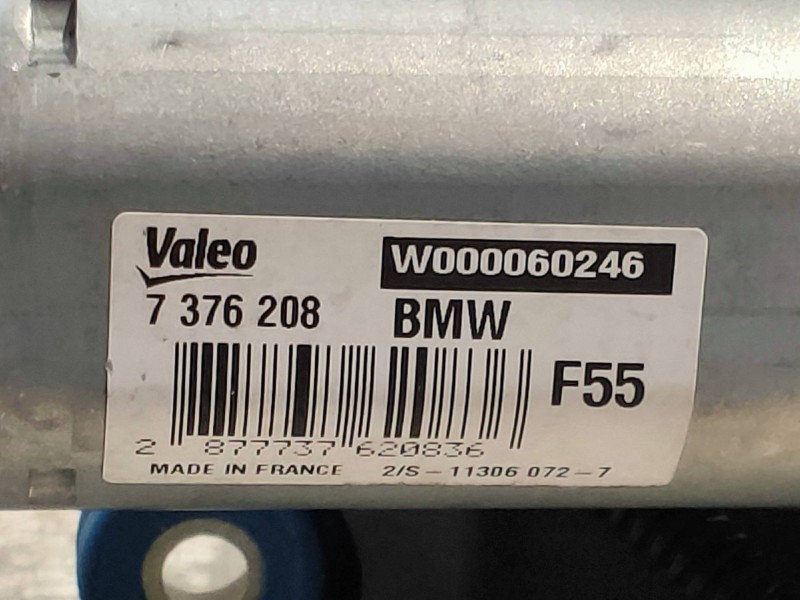 Valeo
W000060246
7 376 208
BMW
F55
2 877737 620836
MADE IN FRANCE 2/S-11306 072-7